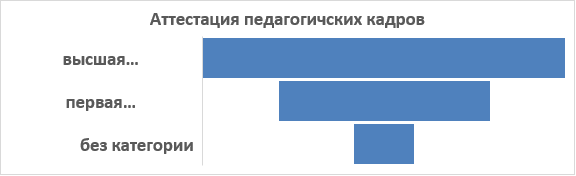 Аттестация педагогичских кадров
высшая...
первая...
без категории